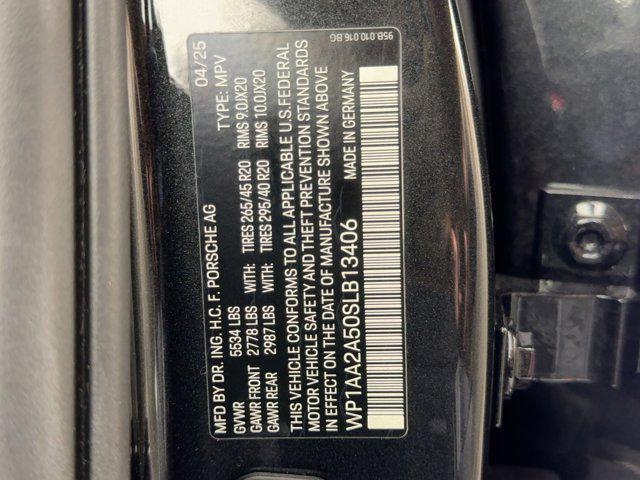 95B.010.016.BG
MFD BY DR. ING. H.C. F. PORSCHE AG 04/25
GVWR 5534 LBS TYPE: MPV
GAWR FRONT 2778 LBS WITH: TIRES 265/45 R20 RIMS 9.0JX20
GAWR REAR 2987 LBS WITH: TIRES 295/40 R20 RIMS 10.0JX20
THIS VEHICLE CONFORMS TO ALL APPLICABLE U.S. FEDERAL
MOTOR VEHICLE SAFETY AND THEFT PREVENTION STANDARDS
IN EFFECT ON THE DATE OF MANUFACTURE SHOWN ABOVE
WP1AA2A50SLB13406 MADE IN GERMANY